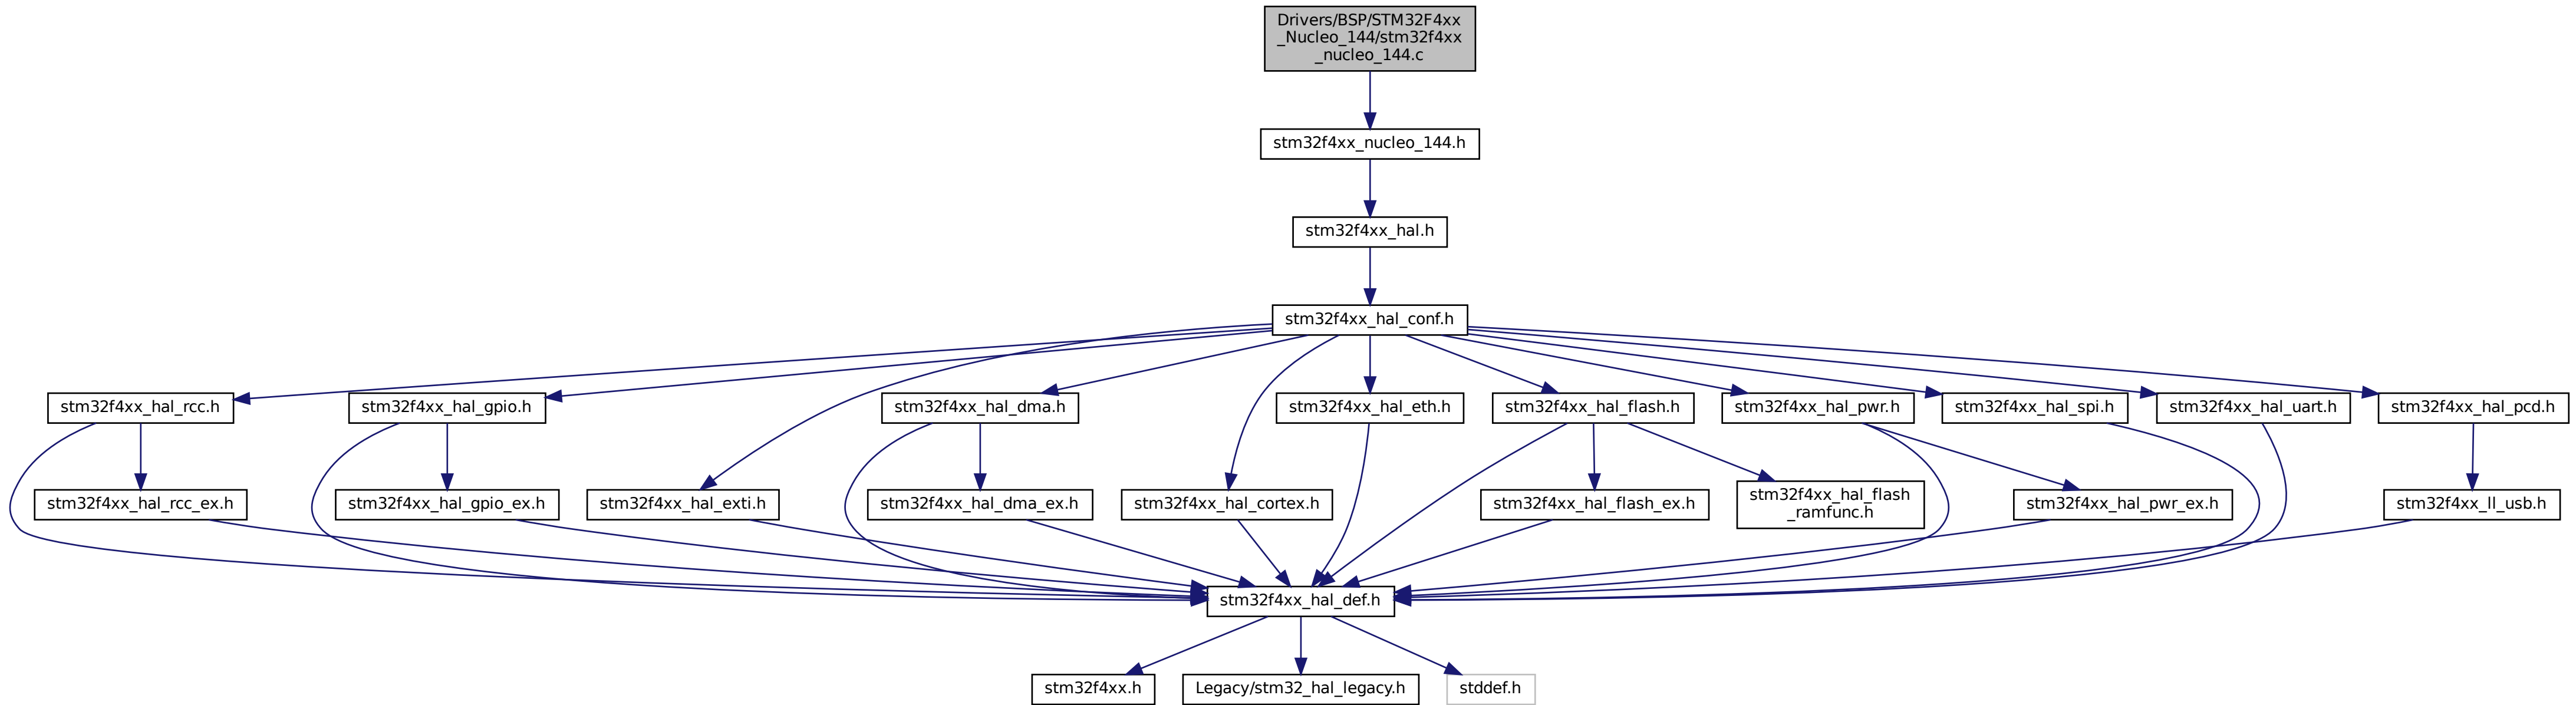 Drivers/BSP/STM32F4xx
_Nucleo_144/stm32f4xx
_nucleo_144.c
stm32f4xx_nucleo_144.h
stm32f4xx_hal.h
stm32f4xx_hal_conf.h
stm32f4xx_hal_rcc.h
stm32f4xx_hal_gpio.h
stm32f4xx_hal_dma.h
stm32f4xx_hal_eth.h
stm32f4xx_hal_flash.h
stm32f4xx_hal_pwr.h
stm32f4xx_hal_spi.h
stm32f4xx_hal_uart.h
stm32f4xx_hal_pcd.h
stm32f4xx_hal_rcc_ex.h
stm32f4xx_hal_gpio_ex.h
stm32f4xx_hal_exti.h
stm32f4xx_hal_dma_ex.h
stm32f4xx_hal_cortex.h
stm32f4xx_hal_flash_ex.h
stm32f4xx_hal_flash
_ramfunc.h
stm32f4xx_hal_pwr_ex.h
stm32f4xx_ll_usb.h
stm32f4xx_hal_def.h
stm32f4xx.h
Legacy/stm32_hal_legacy.h
stddef.h